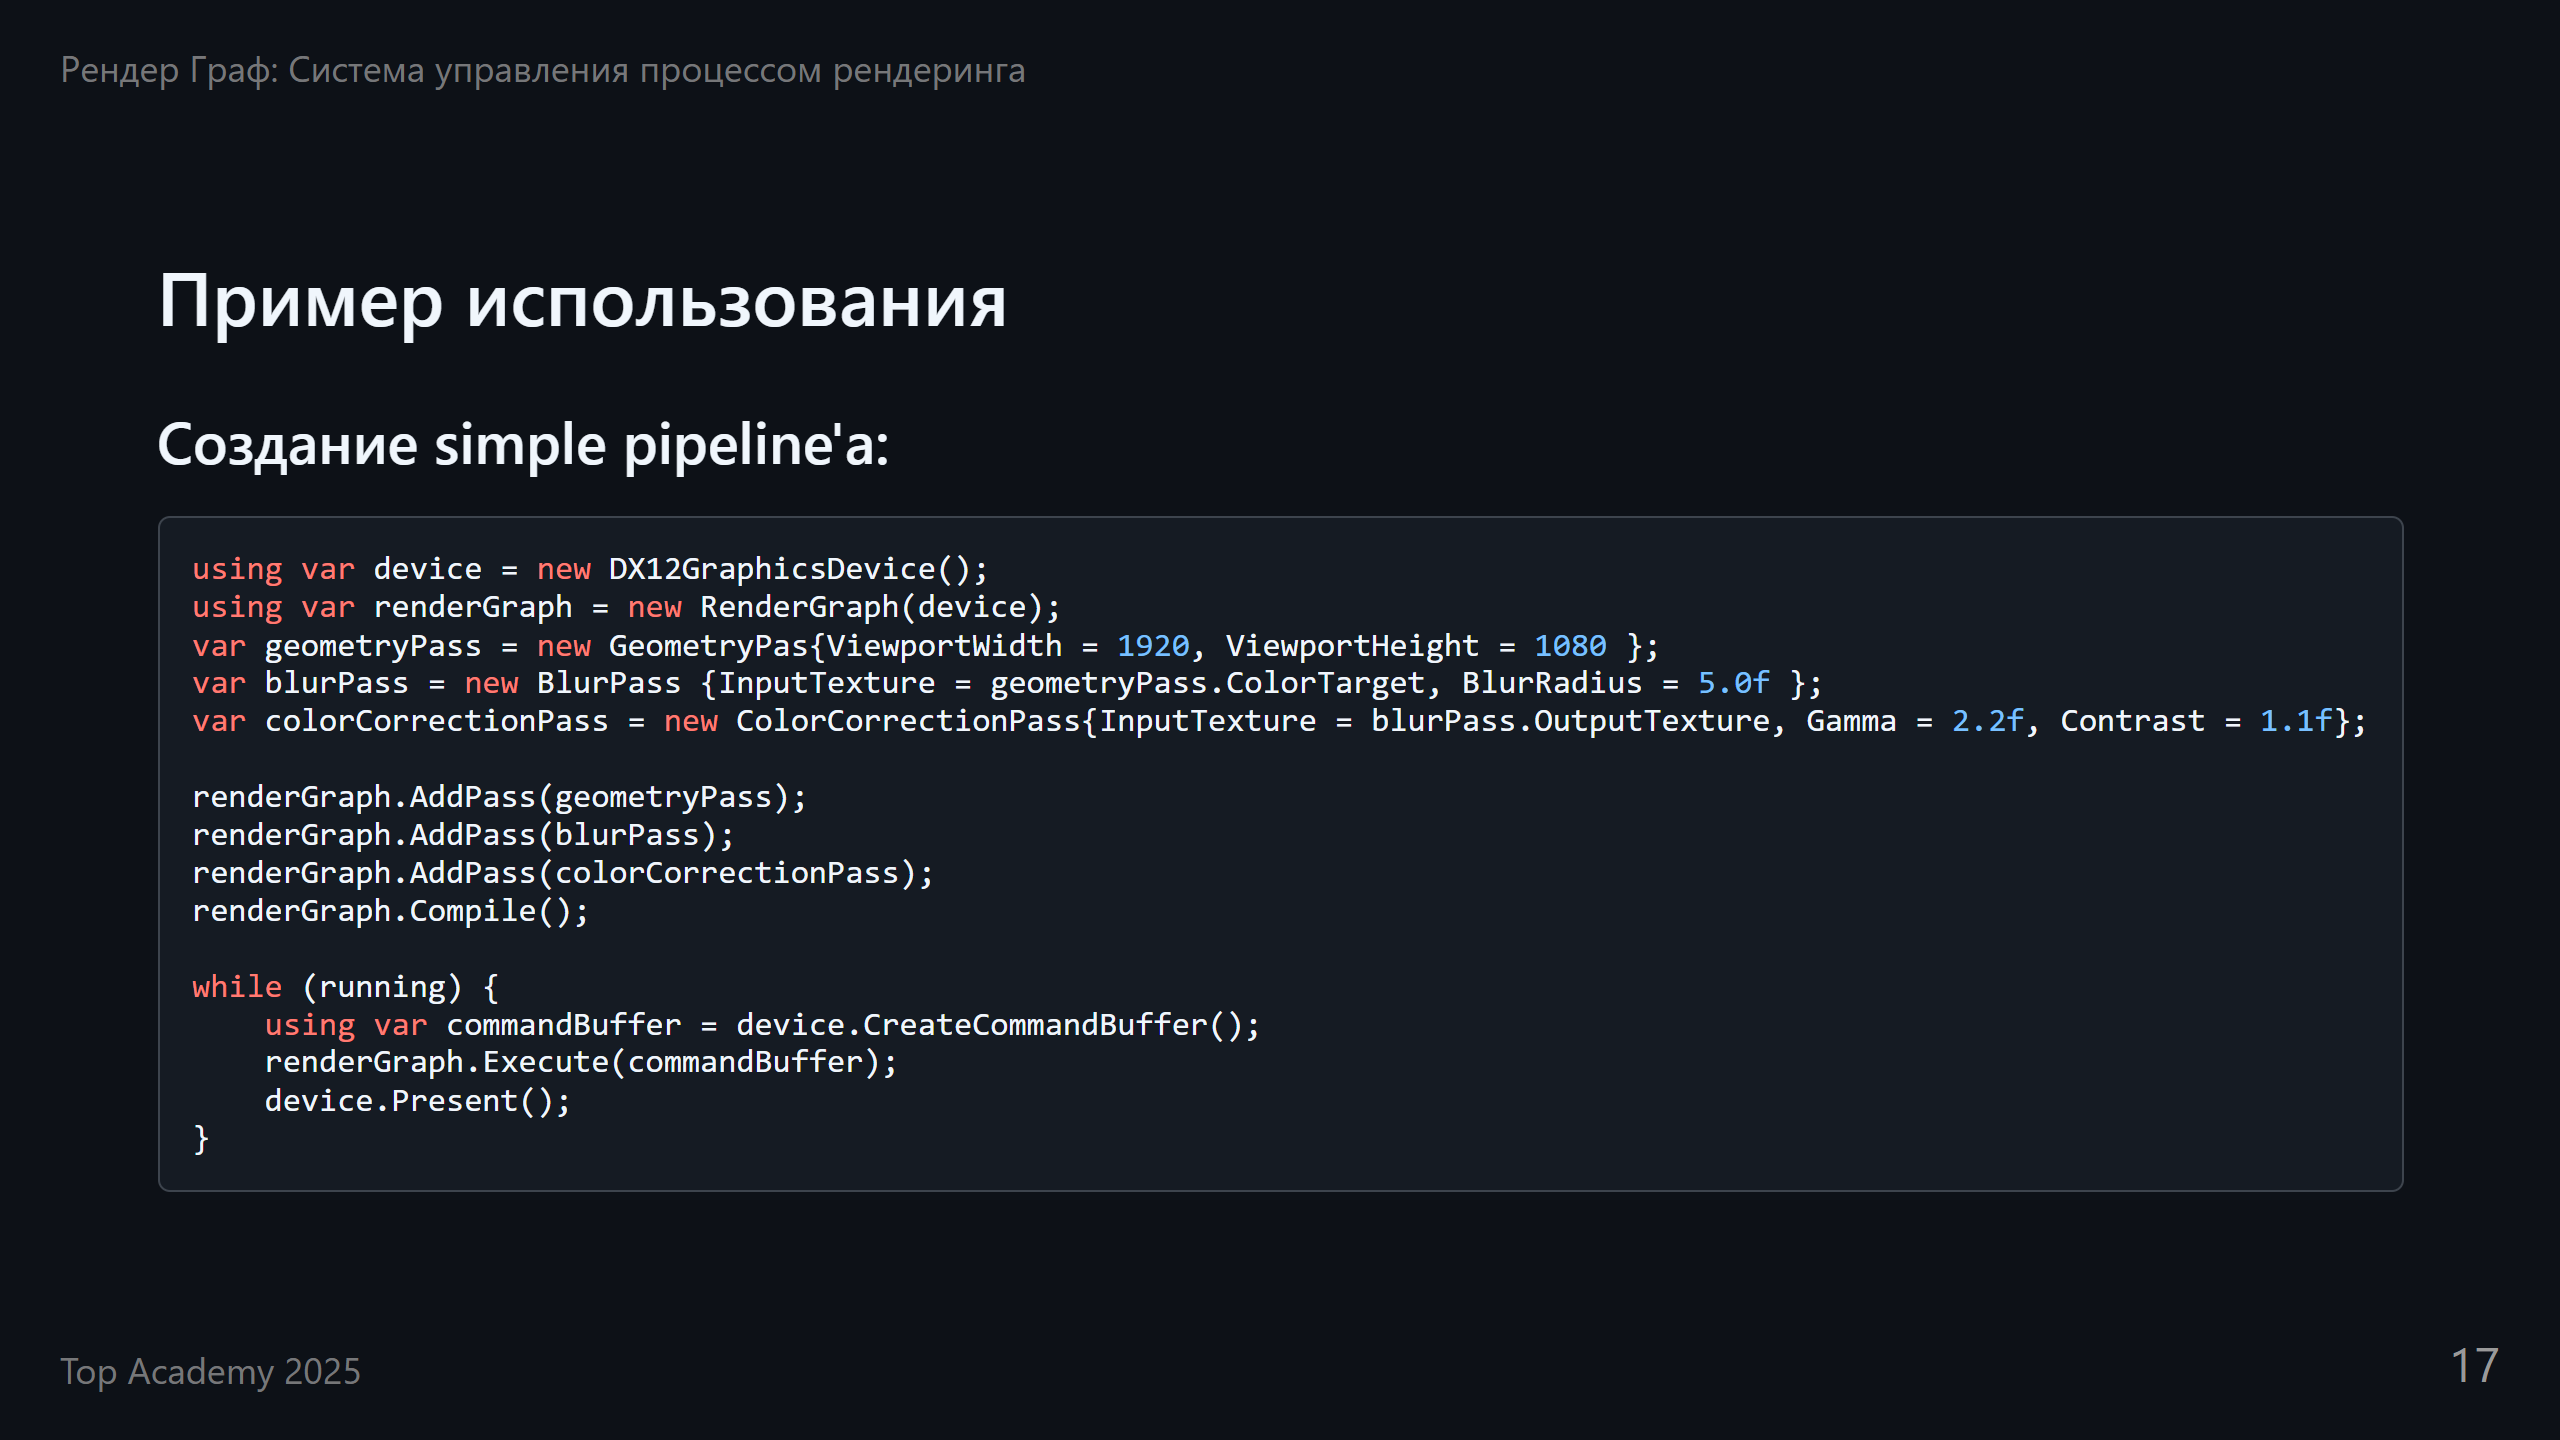 Рендер Граф: Система управления процессом рендеринга
Пример использования
Создание simple pipeline'а:
using var device = new DX12GraphicsDevice();
using var renderGraph = new RenderGraph(device);
var geometryPass = new GeometryPas{ViewportWidth = 1920, ViewportHeight = 1080 };
var blurPass = new BlurPass {InputTexture = geometryPass.ColorTarget, BlurRadius = 5.0f };
var colorCorrectionPass = new ColorCorrectionPass{InputTexture = blurPass.OutputTexture, Gamma = 2.2f, Contrast = 1.1f};
renderGraph.AddPass(geometryPass);
renderGraph.AddPass(blurPass);
renderGraph.AddPass(colorCorrectionPass);
renderGraph.Compile();
while (running) {
    using var commandBuffer = device.CreateCommandBuffer();
    renderGraph.Execute(commandBuffer);
    device.Present();
}
Top Academy 2025
17